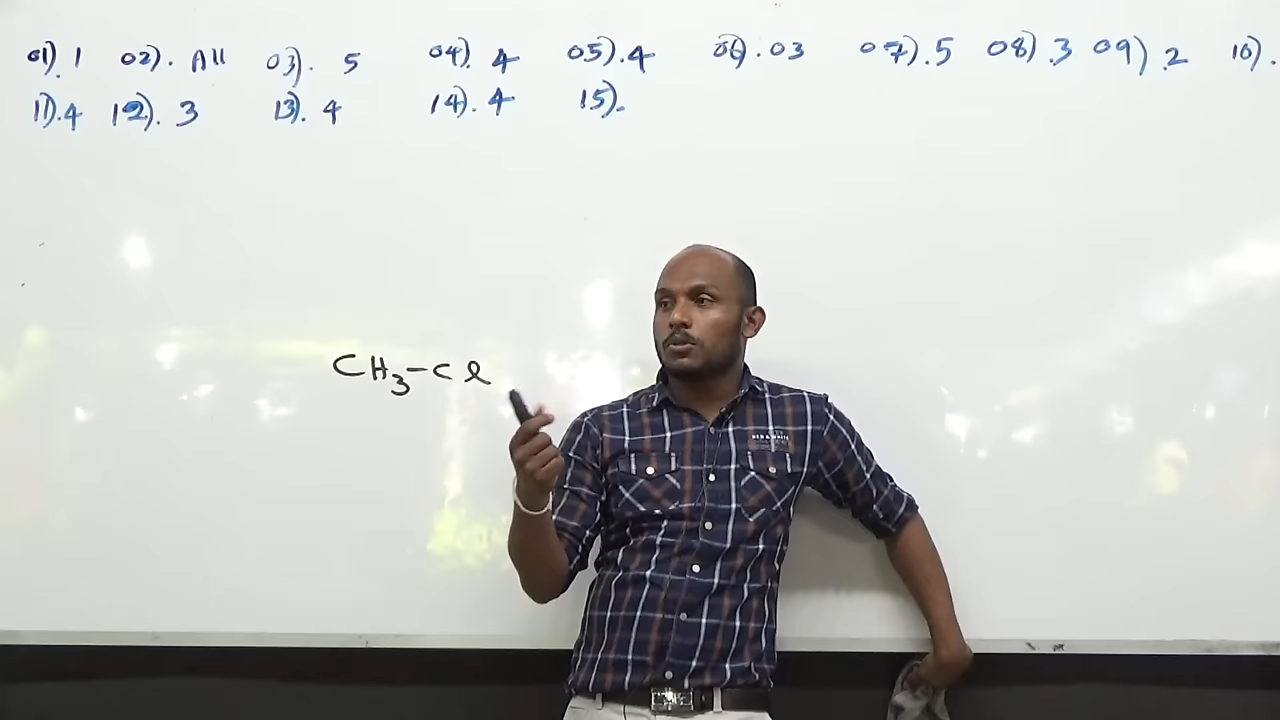 01). 1 02). All 03). 5 04). 4 05). 4 06). 03 07). 5 08). 3 09) . 2 10).
11). 4 12). 3 13). 4 14). 4 15).
CH3-Cl